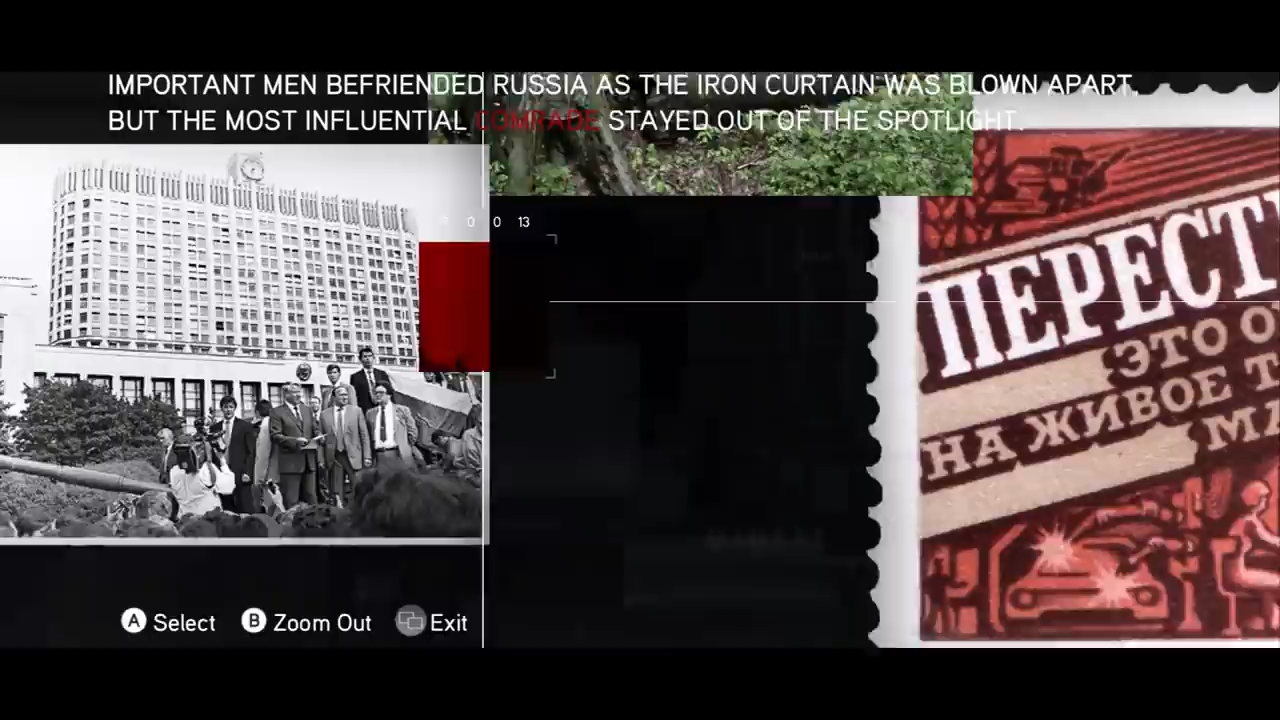 IMPORTANT MEN BEFRIENDED RUSSIA AS THE IRON CURTAIN WAS BLOWN APART,
BUT THE MOST INFLUENTIAL COMRADE STAYED OUT OF THE SPOTLIGHT.
0 0 13
ПЕРЕСТ
ЭТО О
НА ЖИВОЕ Т
МА
A Select B Zoom Out Exit